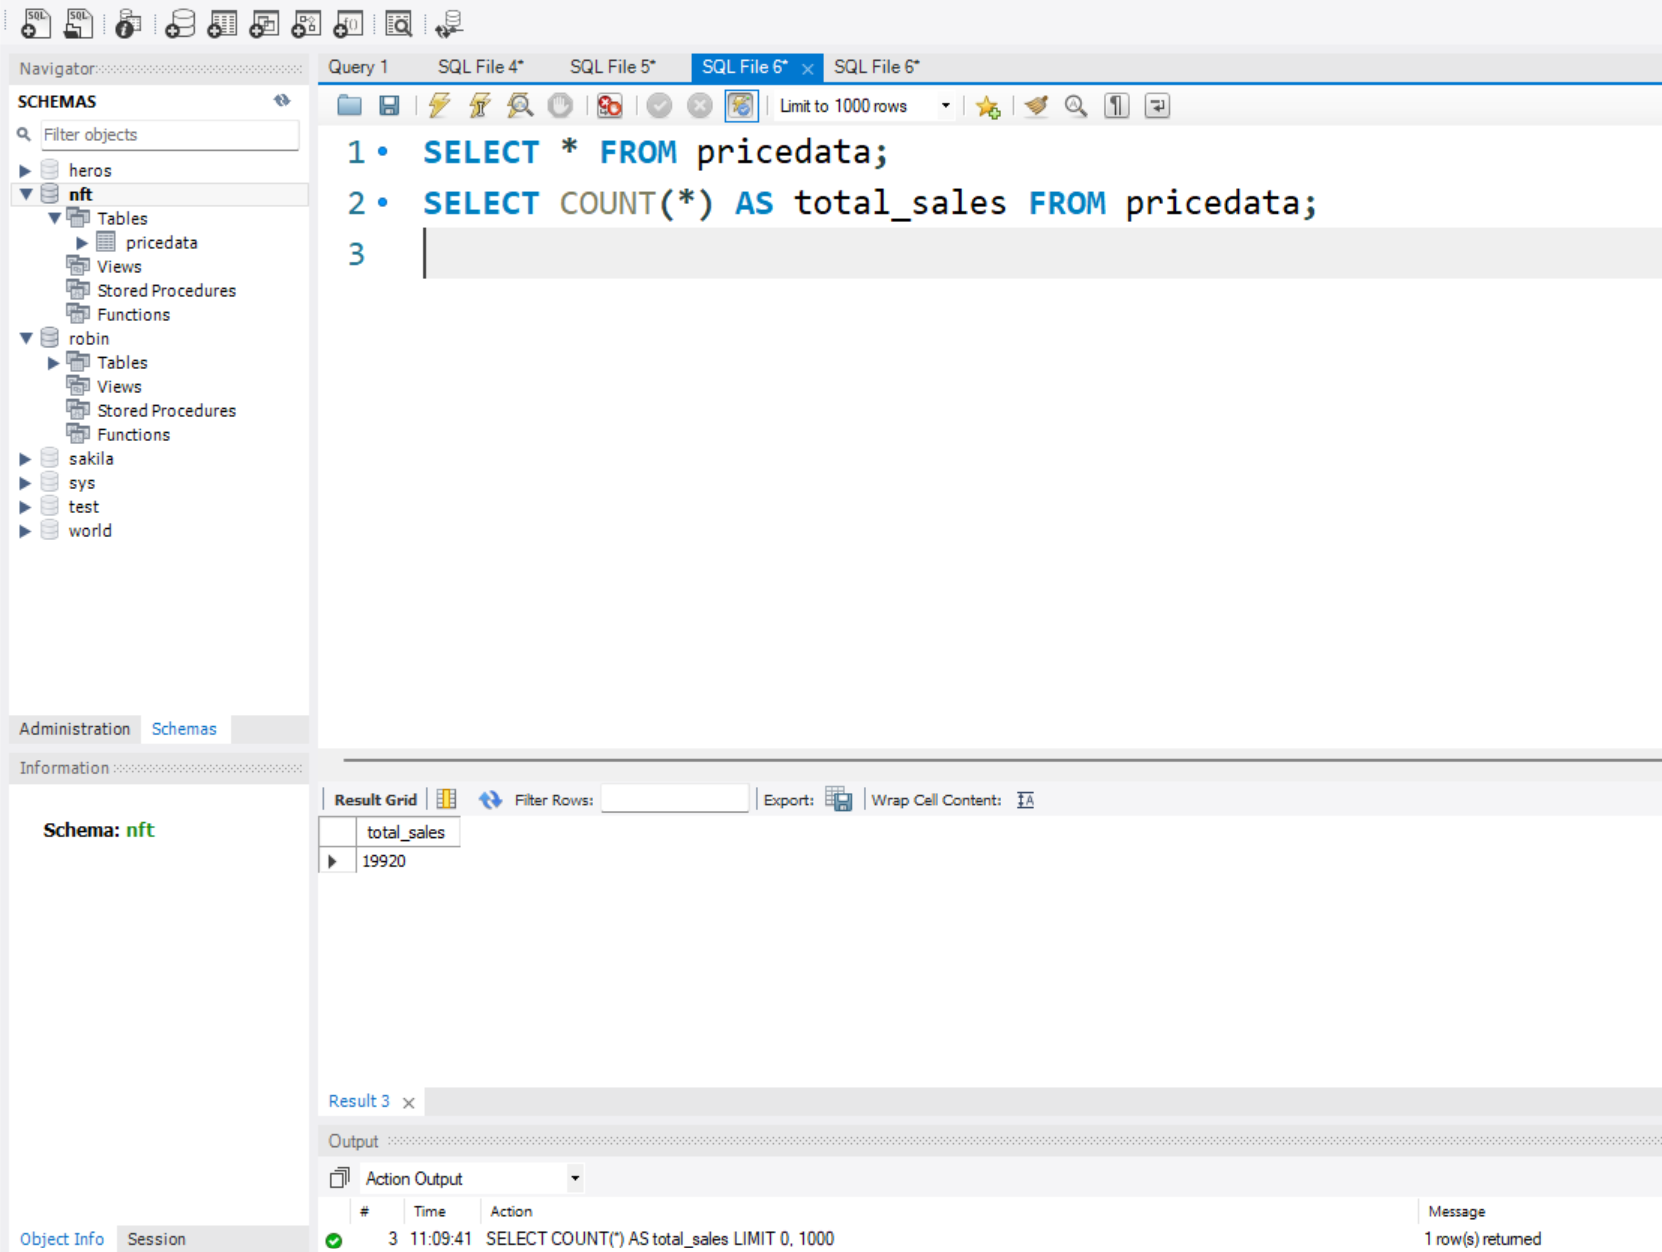 Navigator
SCHEMAS
Filter objects
heros
nft
Tables
pricedata
Views
Stored Procedures
Functions
robin
Tables
Views
Stored Procedures
Functions
sakila
sys
test
world
Administration Schemas
Information
Schema: nft
Object Info Session
Query 1 SQL File 4* SQL File 5* SQL File 6* SQL File 6*
Limit to 1000 rows
1 SELECT * FROM pricedata;
2 SELECT COUNT(*) AS total_sales FROM pricedata;
3
Result Grid Filter Rows: Export: Wrap Cell Content:
total_sales
19920
Result 3
Output
Action Output
# Time Action Message
3 11:09:41 SELECT COUNT(*) AS total_sales LIMIT 0, 1000 1 row(s) returned